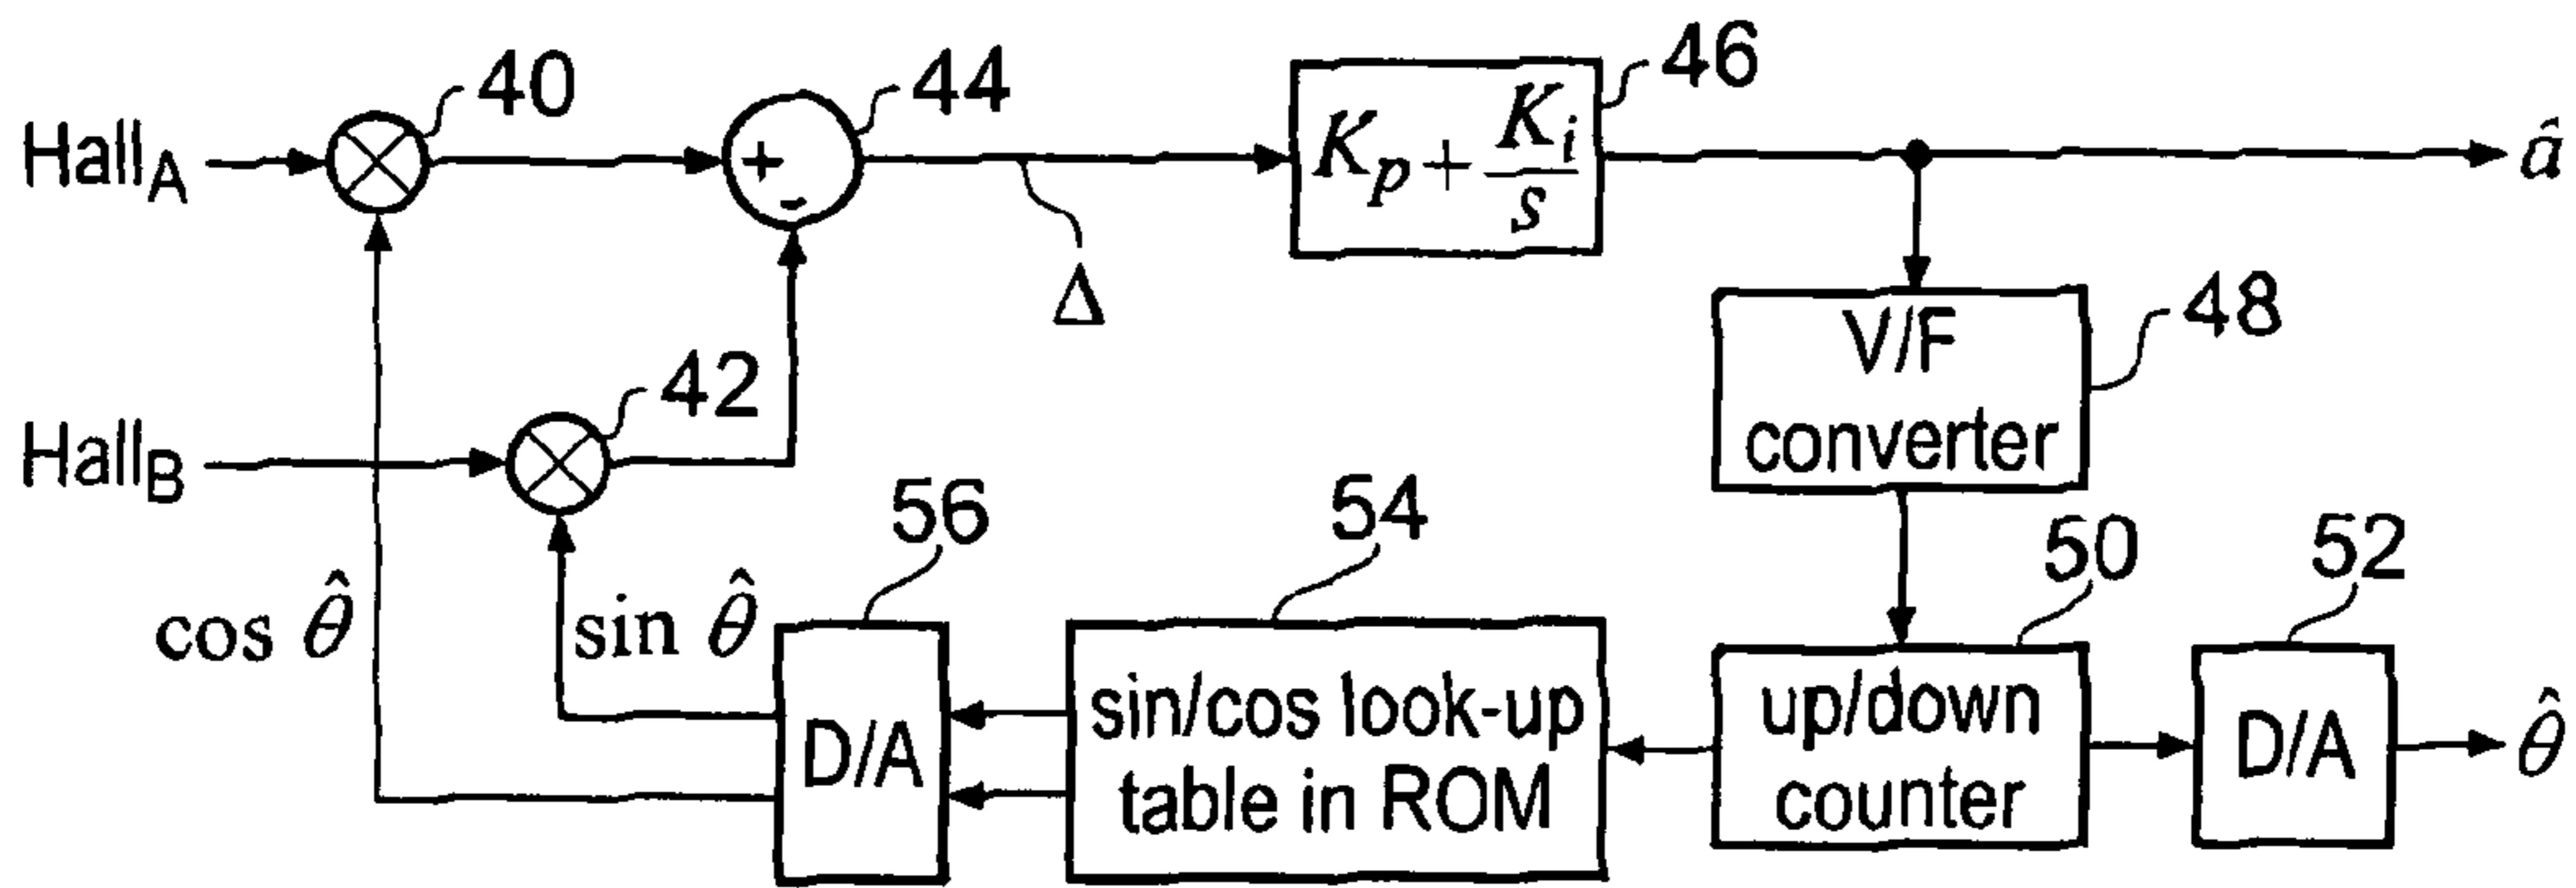 40
44
46
Hall_A
+
-
K_p + K_i/s
â
Δ
48
V/F
converter
42
Hall_B
56
54
50
52
cos θ̂
sin θ̂
D/A
sin/cos look-up
table in ROM
up/down
counter
D/A
θ̂